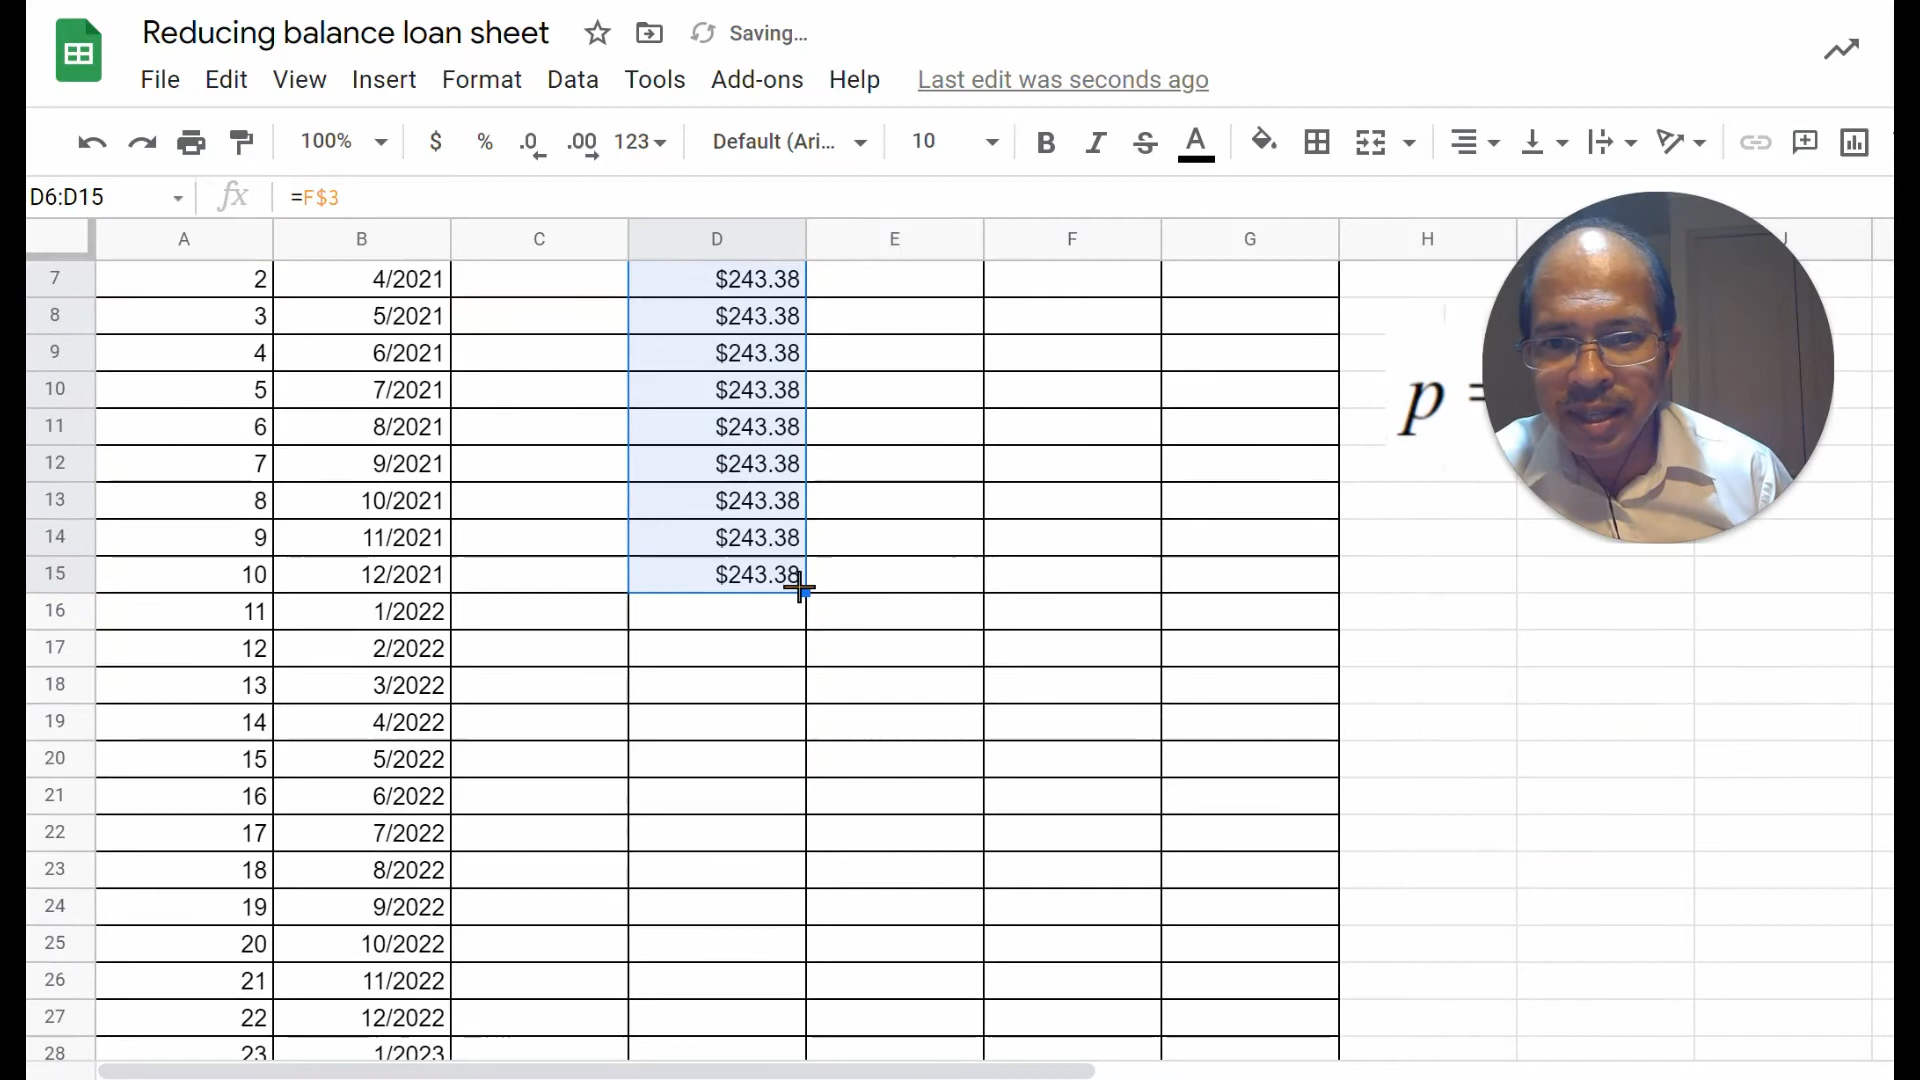 Reducing balance loan sheet Saving...
File Edit View Insert Format Data Tools Add-ons Help Last edit was seconds ago
100% $ % .0 .00 123 Default (Ari... 10 B I S A
D6:D15 fx =F$3
A B C D E F G H J
7 2 4/2021 $243.38
8 3 5/2021 $243.38
9 4 6/2021 $243.38
10 5 7/2021 $243.38
11 6 8/2021 $243.38
12 7 9/2021 $243.38
13 8 10/2021 $243.38
14 9 11/2021 $243.38
15 10 12/2021 $243.38
16 11 1/2022
17 12 2/2022
18 13 3/2022
19 14 4/2022
20 15 5/2022
21 16 6/2022
22 17 7/2022
23 18 8/2022
24 19 9/2022
25 20 10/2022
26 21 11/2022
27 22 12/2022
28 23 1/2023
p =